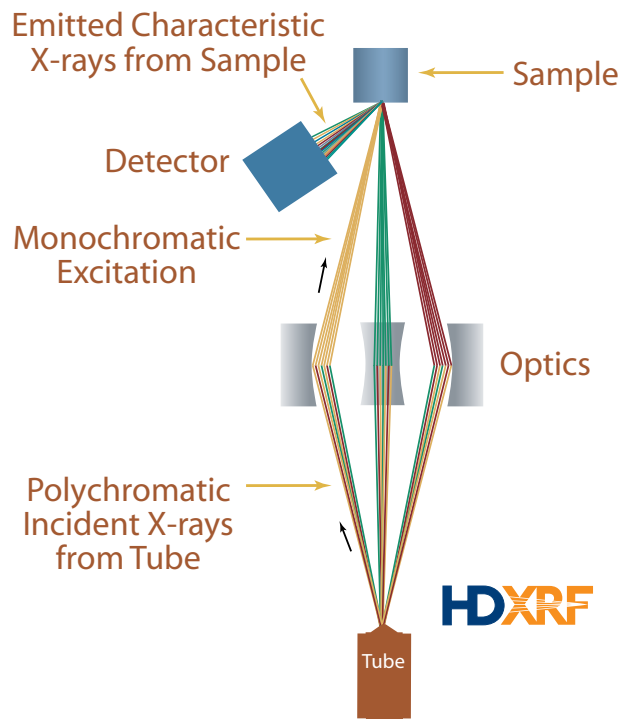 Emitted Characteristic
X-rays from Sample
Sample
Detector
Monochromatic
Excitation
Optics
Polychromatic
Incident X-rays
from Tube
HDXRF
Tube